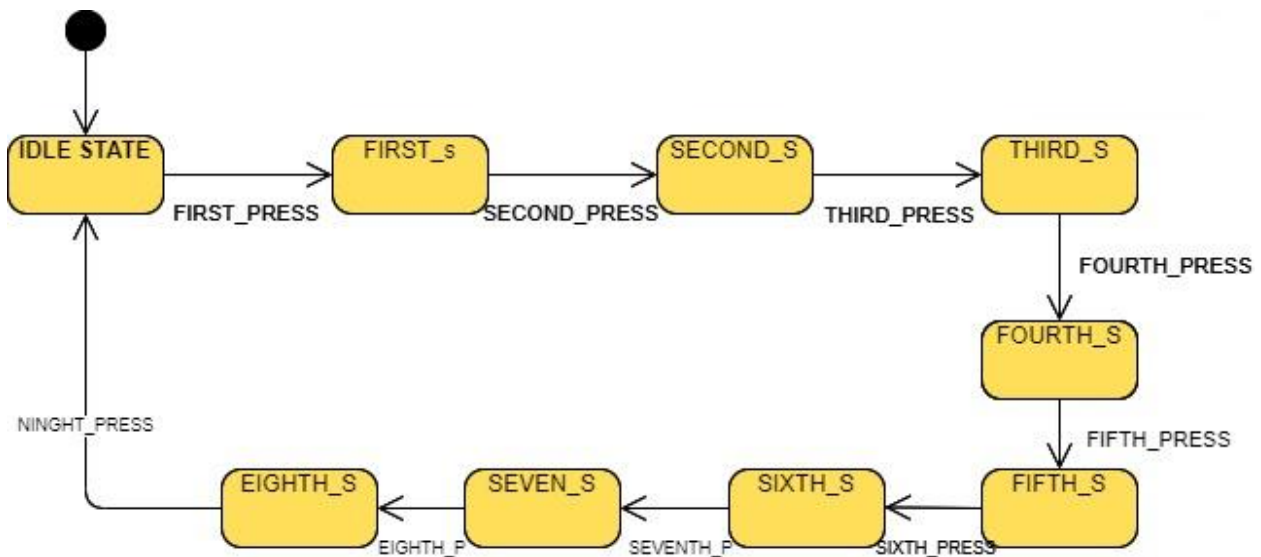 IDLE STATE
FIRST_s
SECOND_S
THIRD_S
FIRST_PRESS
SECOND_PRESS
THIRD_PRESS
FOURTH_PRESS
FOURTH_S
NINGHT_PRESS
FIFTH_PRESS
EIGHTH_S
SEVEN_S
SIXTH_S
FIFTH_S
EIGHTH_P
SEVENTH_P
SIXTH_PRESS